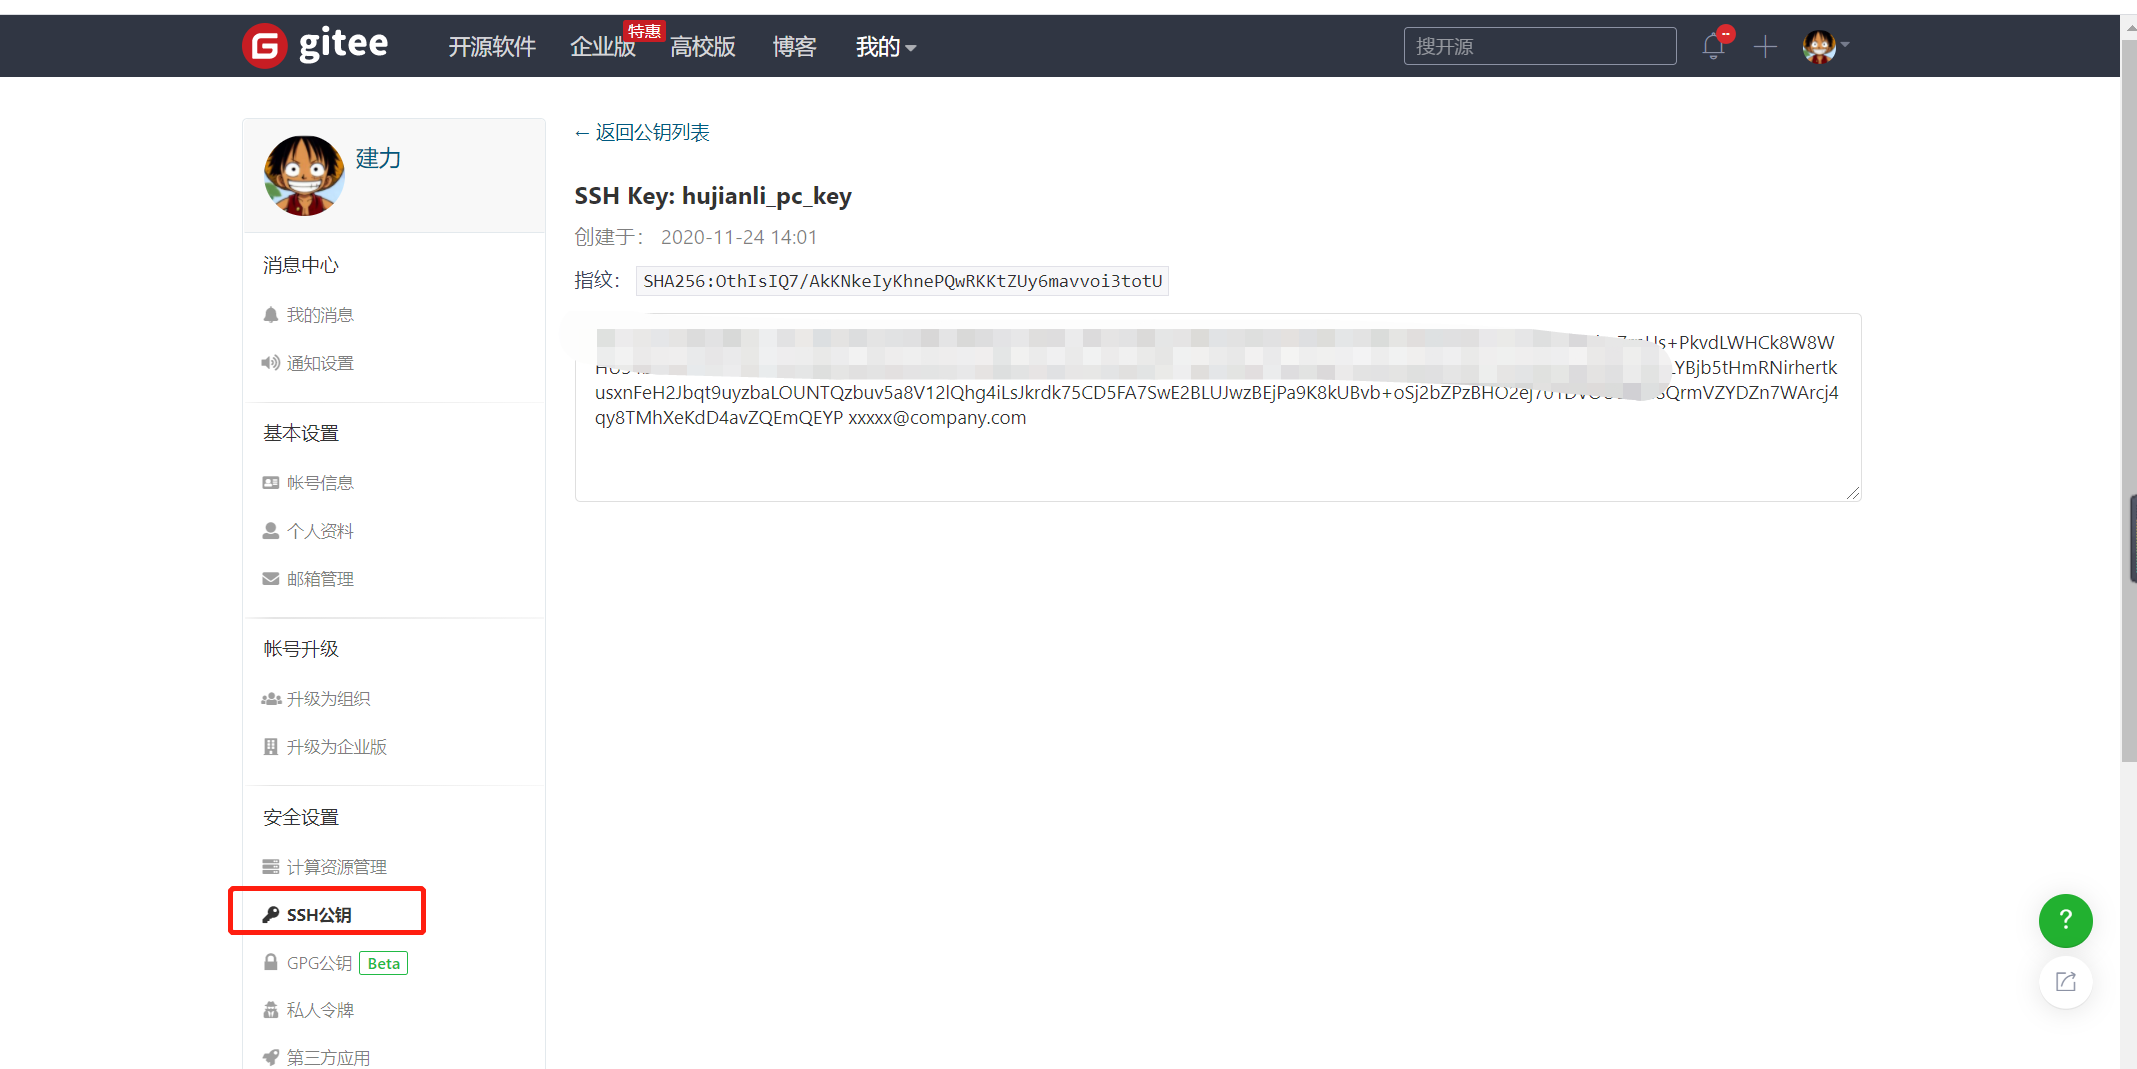 gitee
开源软件
企业版
特惠
高校版
博客
我的
搜开源
建力
消息中心
我的消息
通知设置
基本设置
帐号信息
个人资料
邮箱管理
帐号升级
升级为组织
升级为企业版
安全设置
计算资源管理
SSH公钥
GPG公钥 Beta
私人令牌
第三方应用
← 返回公钥列表
SSH Key: hujianli_pc_key
创建于： 2020-11-24 14:01
指纹： SHA256:OthIsIQ7/AkKNkeIyKhnePQwRKKtZUy6mavvoi3totU
s+PkvdLWHCk8W8W
LYBjb5tHmRNirhertk
usxnFeH2Jbqt9uyzbaLOUNTQzbuv5a8V12lQhg4iLsJkrdk75CD5FA7SwE2BLUJwzBEjPa9K8kUBvb+oSj2bZPzBHO2ej701 QrmVZYDZn7WArcj4
qy8TMhXeKdD4avZQEmQEYP xxxxx@company.com
?